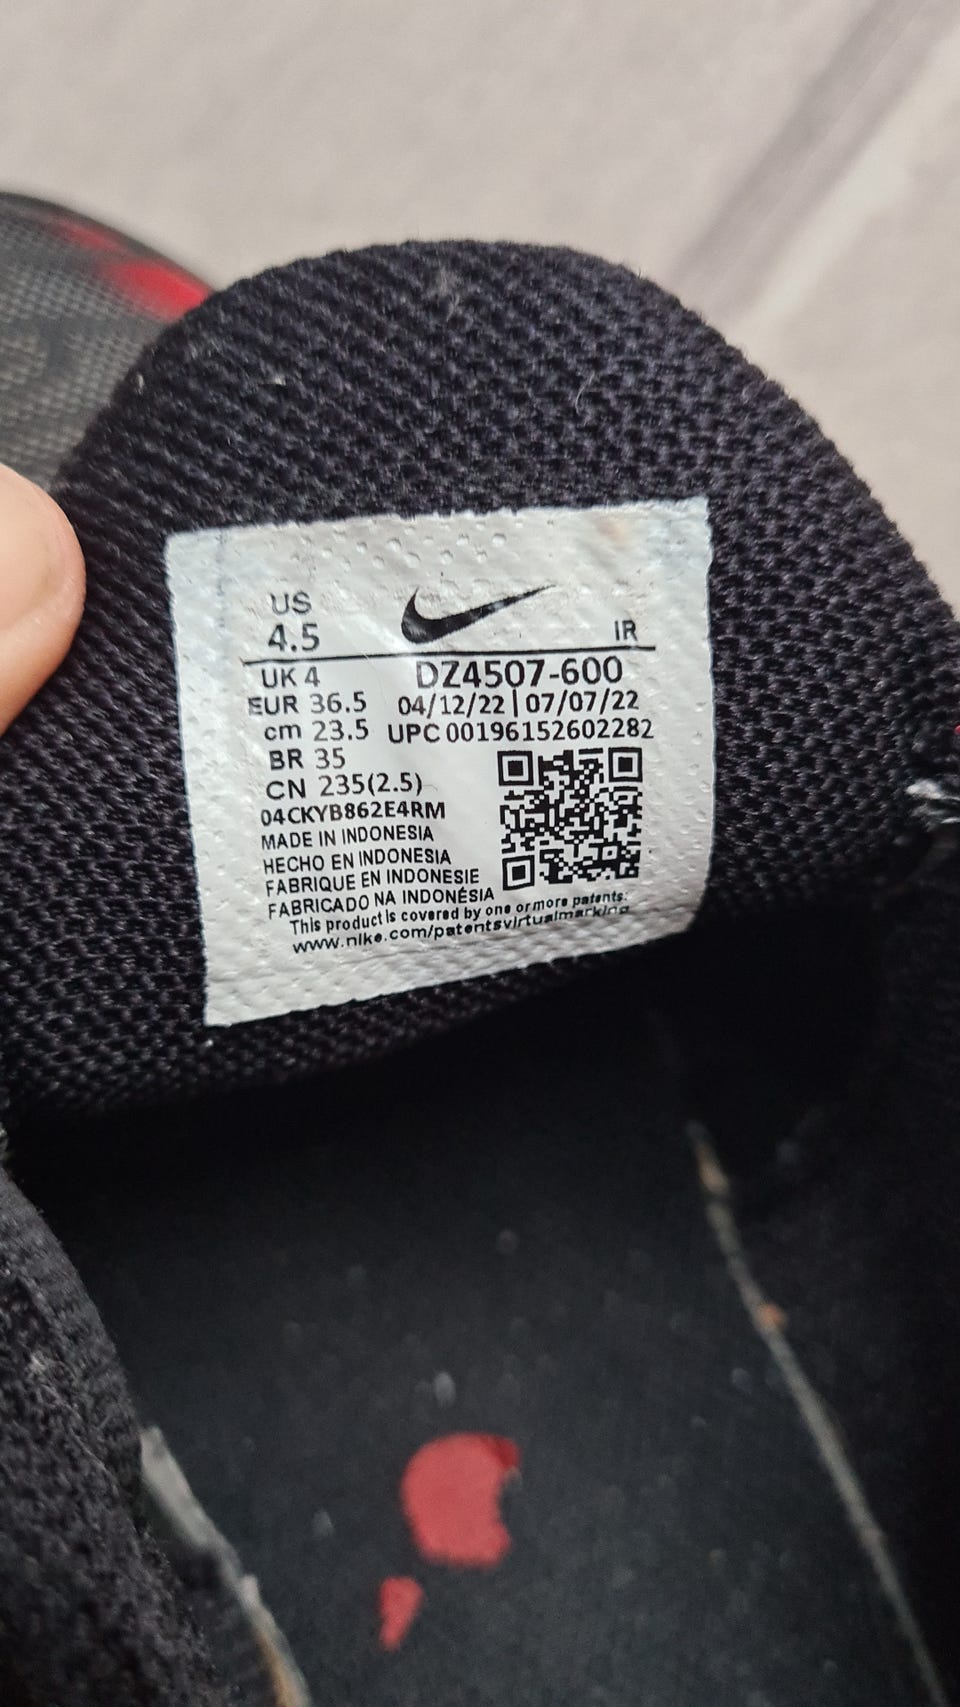 US
4.5
IR
UK 4
DZ4507-600
EUR 36.5
04/12/22 | 07/07/22
cm 23.5
UPC 00196152602282
BR 35
CN 235(2.5)
04CKYB862E4RM
MADE IN INDONESIA
HECHO EN INDONESIA
FABRIQUE EN INDONESIE
FABRICADO NA INDONÉSIA
This product is covered by one or more patents:
www.nike.com/patentsvirtualmarking